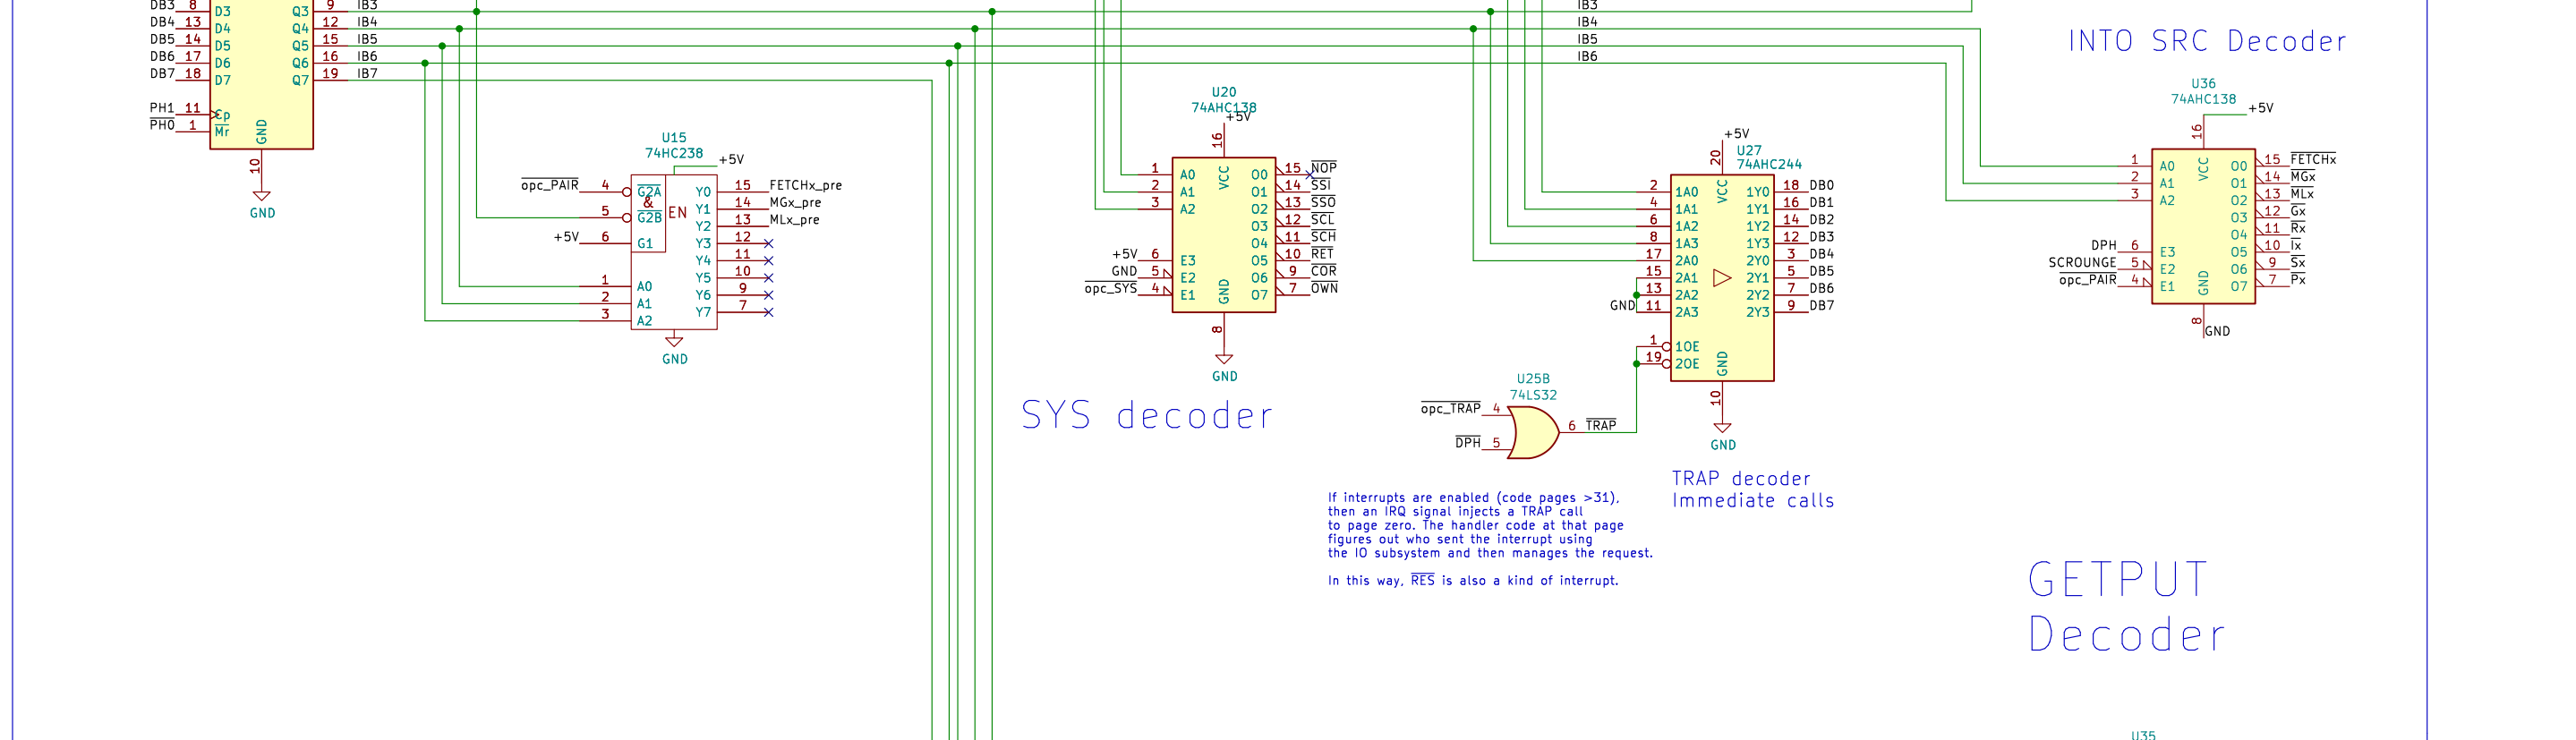 DB3 8 D3 Q3 9 IB3 IB3
DB4 13 D4 Q4 12 IB4 IB4
DB5 14 D5 Q5 15 IB5 IB5
DB6 17 D6 Q6 16 IB6 IB6
DB7 18 D7 Q7 19 IB7
PH1 11 Cp
PH0 1 Mr
GND
10
GND
U15
74HC238
+5V
opc_PAIR 4 G2A Y0 15 FETCHx_pre
& Y1 14 MGx_pre
5 G2B EN Y2 13 MLx_pre
+5V 6 G1 Y3 12
Y4 11
Y5 10
1 A0 Y6 9
2 A1 Y7 7
3 A2
GND
U20
74AHC138
+5V
16
VCC
1 A0 O0 15 NOP
2 A1 O1 14 SSI
3 A2 O2 13 SSO
O3 12 SCL
O4 11 SCH
+5V 6 E3 O5 10 RET
GND 5 E2 O6 9 COR
opc_SYS 4 E1 O7 7 OWN
GND
8
GND
SYS decoder
+5V
20
U27
74AHC244
VCC
2 1A0 1Y0 18 DB0
4 1A1 1Y1 16 DB1
6 1A2 1Y2 14 DB2
8 1A3 1Y3 12 DB3
17 2A0 2Y0 3 DB4
15 2A1 2Y1 5 DB5
13 2A2 2Y2 7 DB6
GND 11 2A3 2Y3 9 DB7
1 1OE
19 2OE
GND
10
GND
U25B
74LS32
opc_TRAP 4
6 TRAP
DPH 5
TRAP decoder
Immediate calls
If interrupts are enabled (code pages >31),
then an IRQ signal injects a TRAP call
to page zero. The handler code at that page
figures out who sent the interrupt using
the IO subsystem and then manages the request.
In this way, RES is also a kind of interrupt.
INTO SRC Decoder
U36
74AHC138
+5V
16
VCC
1 A0 O0 15 FETCHx
2 A1 O1 14 MGx
3 A2 O2 13 MLx
O3 12 Gx
O4 11 Rx
DPH 6 E3 O5 10 Ix
SCROUNGE 5 E2 O6 9 Sx
opc_PAIR 4 E1 O7 7 Px
GND
8
GND
GETPUT
Decoder
U35